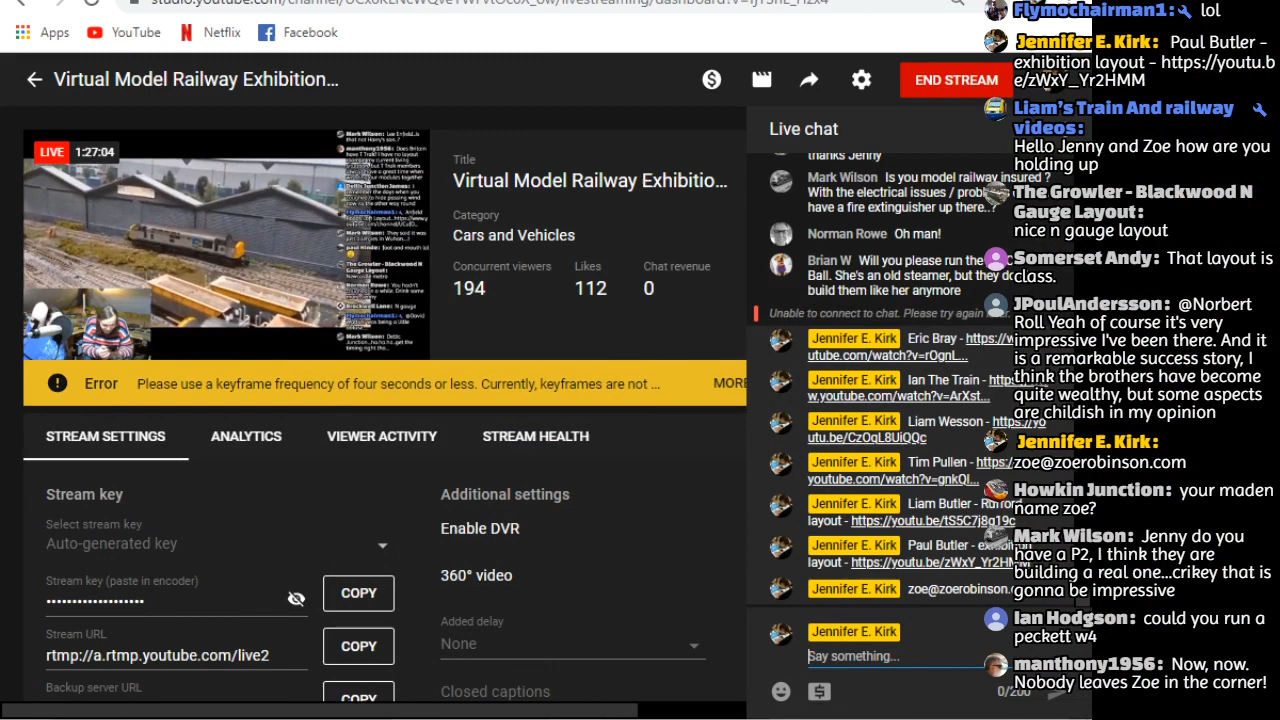 Apps
YouTube
Netflix
Facebook
Virtual Model Railway Exhibition...
END STREAM
LIVE 1:27:04
Title
Virtual Model Railway Exhibitio...
Category
Cars and Vehicles
Concurrent viewers
Likes
Chat revenue
194
112
0
Error
Please use a keyframe frequency of four seconds or less. Currently, keyframes are not ...
STREAM SETTINGS
ANALYTICS
VIEWER ACTIVITY
STREAM HEALTH
Stream key
Select stream key
Auto-generated key
Stream key (paste in encoder)
COPY
Stream URL
rtmp://a.rtmp.youtube.com/live2
COPY
Backup server URL
COPY
Additional settings
Enable DVR
360° video
Added delay
None
Closed captions
Live chat
thanks Jenny
Mark Wilson Is you model railway insured ?
With the electrical issues / prob
have a fire extinguisher up there..?
Norman Rowe Oh man!
Brian W Will you please run the
Ball. She's an old steamer, but they
build them like her anymore
Unable to connect to chat. Please try again
Jennifer E. Kirk Eric Bray -
utube.com/watch?v=rOgnL...
Jennifer E. Kirk Ian The Train -
w.youtube.com/watch?v=ArXst...
Jennifer E. Kirk Liam Wesson - https://yo
utu.be/CzOqL8UiQQc
Jennifer E. Kirk Tim Pullen - https:
youtube.com/watch?v=gnkQl...
Jennifer E. Kirk Liam Butler - Rufford
layout - https://youtu.be/tS5C7j8g19c
Jennifer E. Kirk Paul Butler -
layout - https://youtu.be/zWxY_Yr2HMM
Jennifer E. Kirk zoe@zoerobinson.
Jennifer E. Kirk
Say something...
0/200
Flymochairman1: lol
Jennifer E. Kirk: Paul Butler -
exhibition layout - https://youtu.b
e/zWxY_Yr2HMM
Liam's Train And railway
videos:
Hello Jenny and Zoe how are you
holding up
The Growler - Blackwood N
Gauge Layout:
nice n gauge layout
Somerset Andy: That layout is
class.
JPoulAndersson: @Norbert
Roll Yeah of course it's very
impressive I've been there. And it
is a remarkable success story, I
think the brothers have become
quite wealthy, but some aspects
are childish in my opinion
Jennifer E. Kirk:
zoe@zoerobinson.com
Howkin Junction: your maden
name zoe?
Mark Wilson: Jenny do you
have a P2, I think they are
building a real one...crikey that is
gonna be impressive
Ian Hodgson: could you run a
peckett w4
manthony1956: Now, now.
Nobody leaves Zoe in the corner!